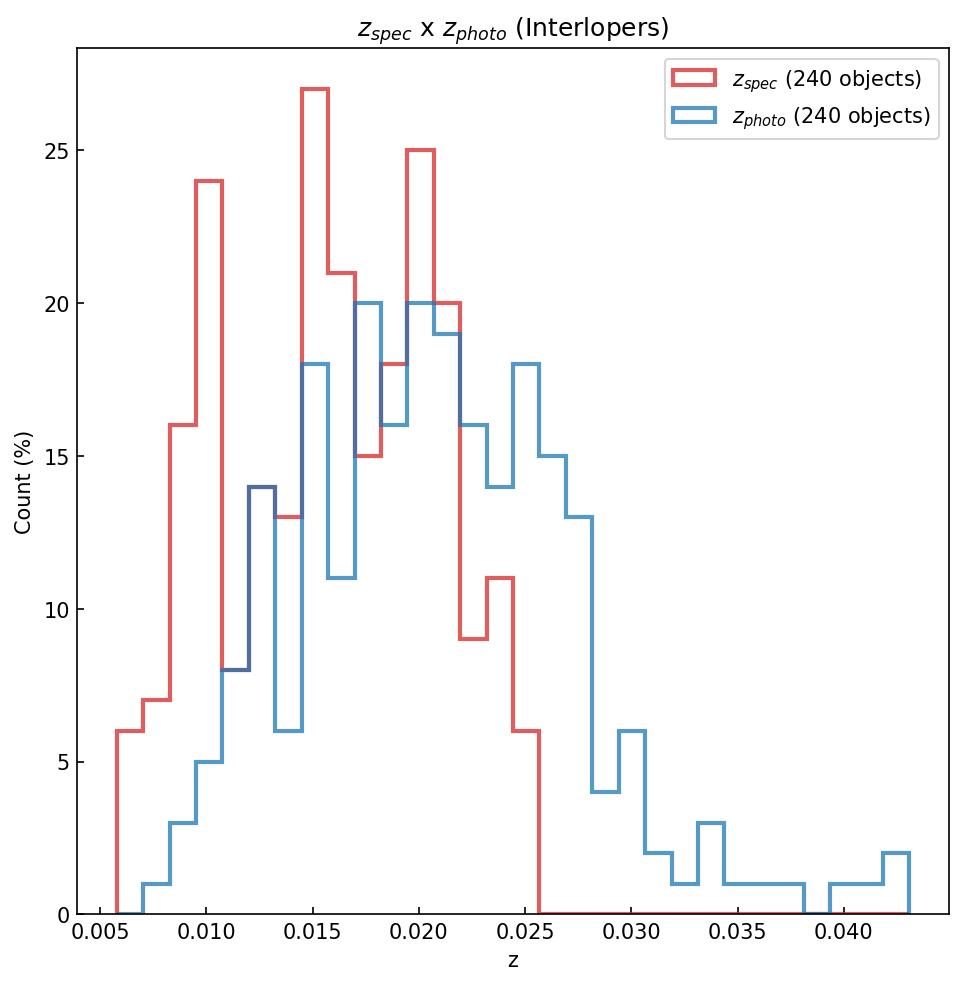 z_spec x z_photo (Interlopers)
z_spec (240 objects)
z_photo (240 objects)
Count (%)
25
20
15
10
5
0
0.005 0.010 0.015 0.020 0.025 0.030 0.035 0.040
z